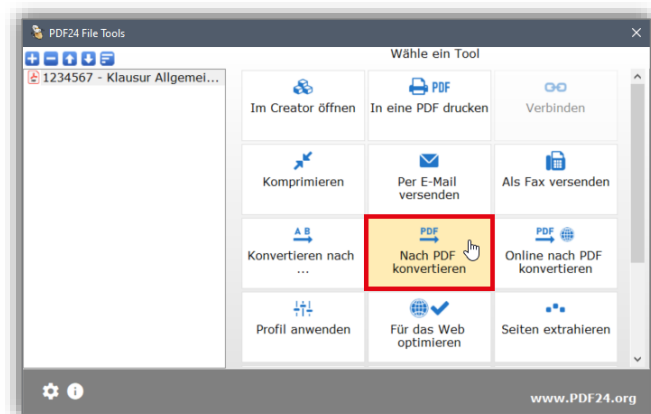 PDF24 File Tools
Wähle ein Tool
1234567 - Klausur Allgemei...
Im Creator öffnen
PDF
In eine PDF drucken
Verbinden
Komprimieren
Per E-Mail
versenden
Als Fax versenden
A B
Konvertieren nach
...
PDF
Nach PDF
konvertieren
PDF
Online nach PDF
konvertieren
Profil anwenden
Für das Web
optimieren
Seiten extrahieren
www.PDF24.org